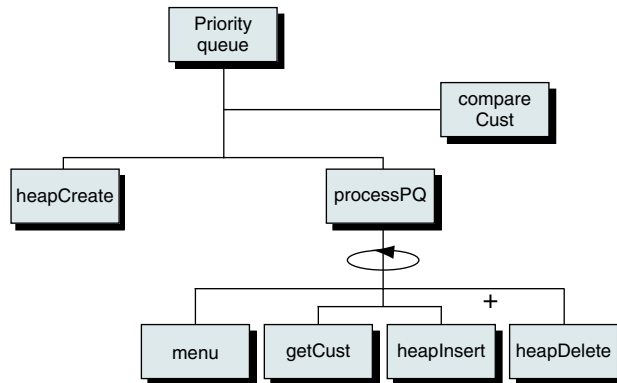 Priority
queue
compare
Cust
heapCreate
processPQ
+
menu
getCust
heapInsert
heapDelete